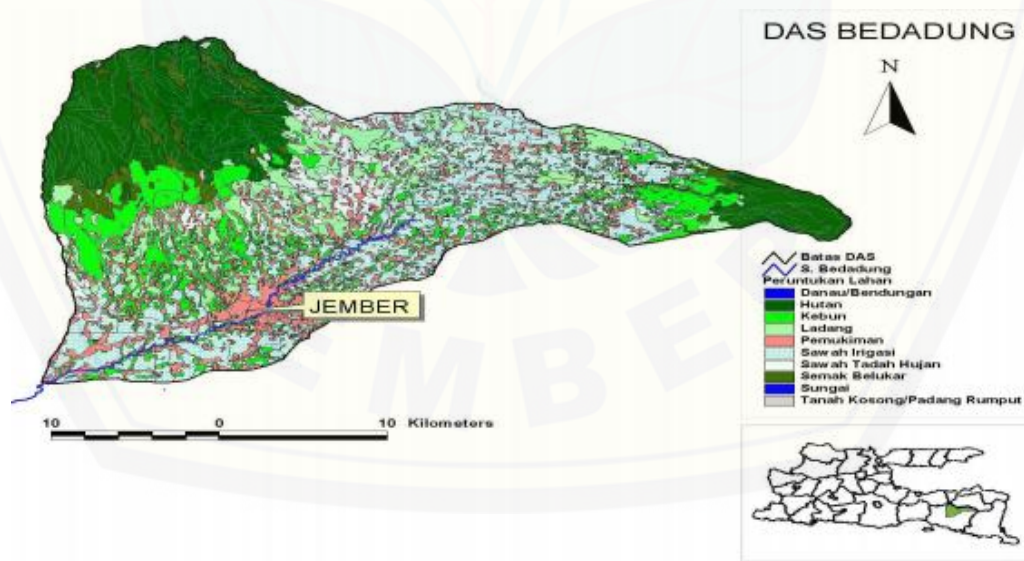 DAS BEDADUNG
N
JEMBER
Batas DAS
S. Bedadung
Peruntukan Lahan
Danau/Bendungan
Hutan
Kebun
Ladang
Pemukiman
Sawah Irigasi
Sawah Tadah Hujan
Semak Belukar
Sungai
Tanah Kosong/Padang Rumput
10 0 10 Kilometers
EMBER